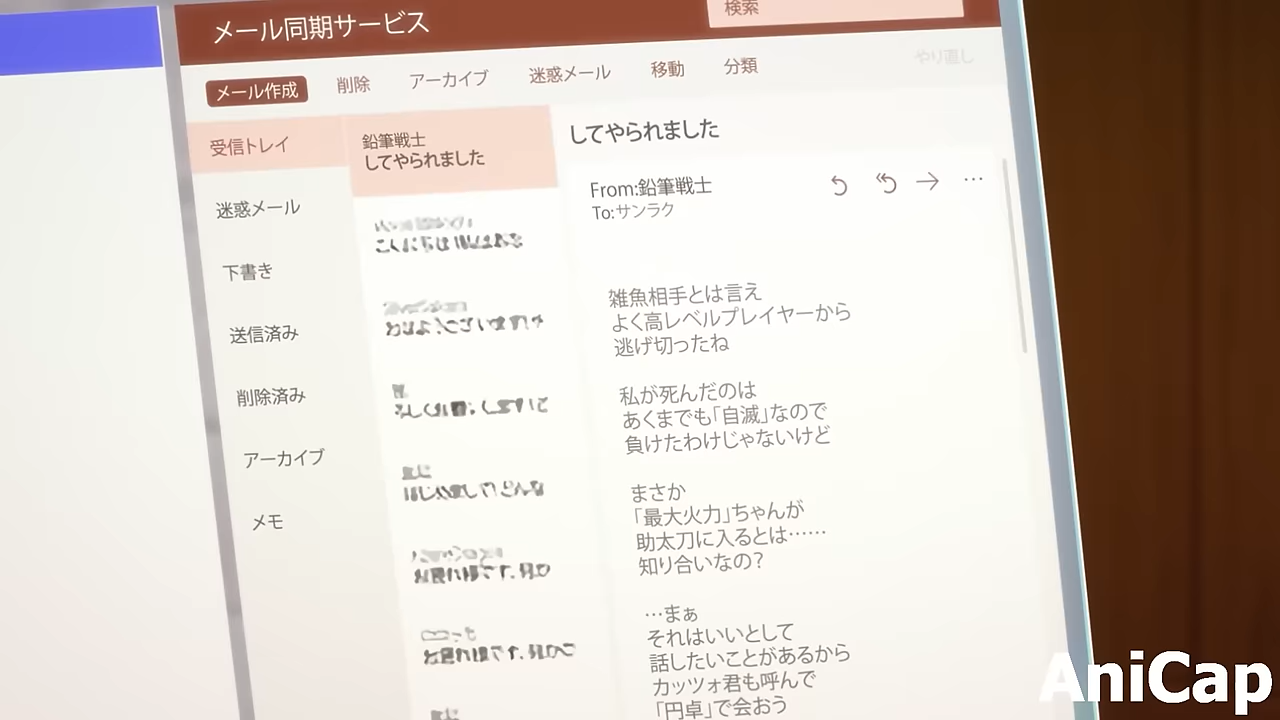 メール同期サービス
検索
メール作成
削除
アーカイブ
迷惑メール
移動
分類
やり直し
受信トレイ
迷惑メール
下書き
送信済み
削除済み
アーカイブ
メモ
鉛筆戦士
してやられました
してやられました
From:鉛筆戦士
To:サンラク
雑魚相手とは言え
よく高レベルプレイヤーから
逃げ切ったね
私が死んだのは
あくまでも「自滅」なので
負けたわけじゃないけど
まさか
「最大火力」ちゃんが
助太刀に入るとは……
知り合いなの?
…まぁ
それはいいとして
話したいことがあるから
カッツォ君も呼んで
「円卓」で会おう
AniCap